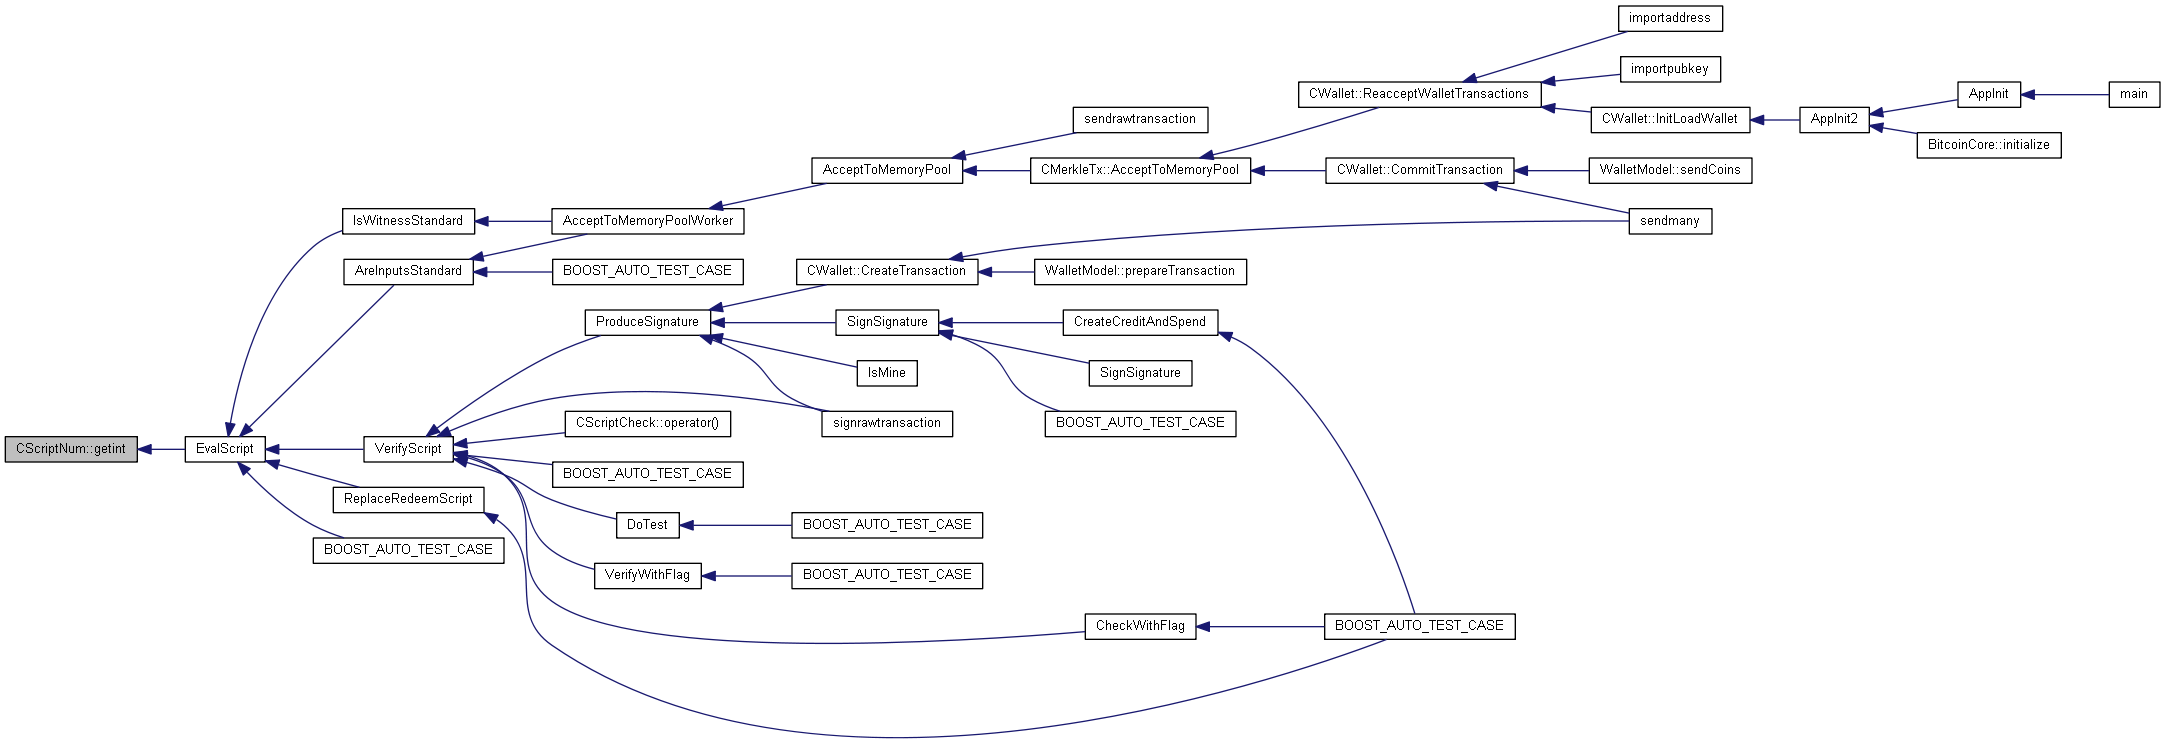 importaddress
importpubkey
CWallet::ReacceptWalletTransactions
AppInit
main
sendrawtransaction
CWallet::InitLoadWallet
AppInit2
BitcoinCore::initialize
AcceptToMemoryPool
CMerkleTx::AcceptToMemoryPool
CWallet::CommitTransaction
WalletModel::sendCoins
IsWitnessStandard
AcceptToMemoryPoolWorker
sendmany
AreInputsStandard
BOOST_AUTO_TEST_CASE
CWallet::CreateTransaction
WalletModel::prepareTransaction
ProduceSignature
SignSignature
CreateCreditAndSpend
IsMine
SignSignature
CScriptCheck::operator()
signrawtransaction
BOOST_AUTO_TEST_CASE
CScriptNum::getint
EvalScript
VerifyScript
BOOST_AUTO_TEST_CASE
ReplaceRedeemScript
DoTest
BOOST_AUTO_TEST_CASE
BOOST_AUTO_TEST_CASE
VerifyWithFlag
BOOST_AUTO_TEST_CASE
CheckWithFlag
BOOST_AUTO_TEST_CASE